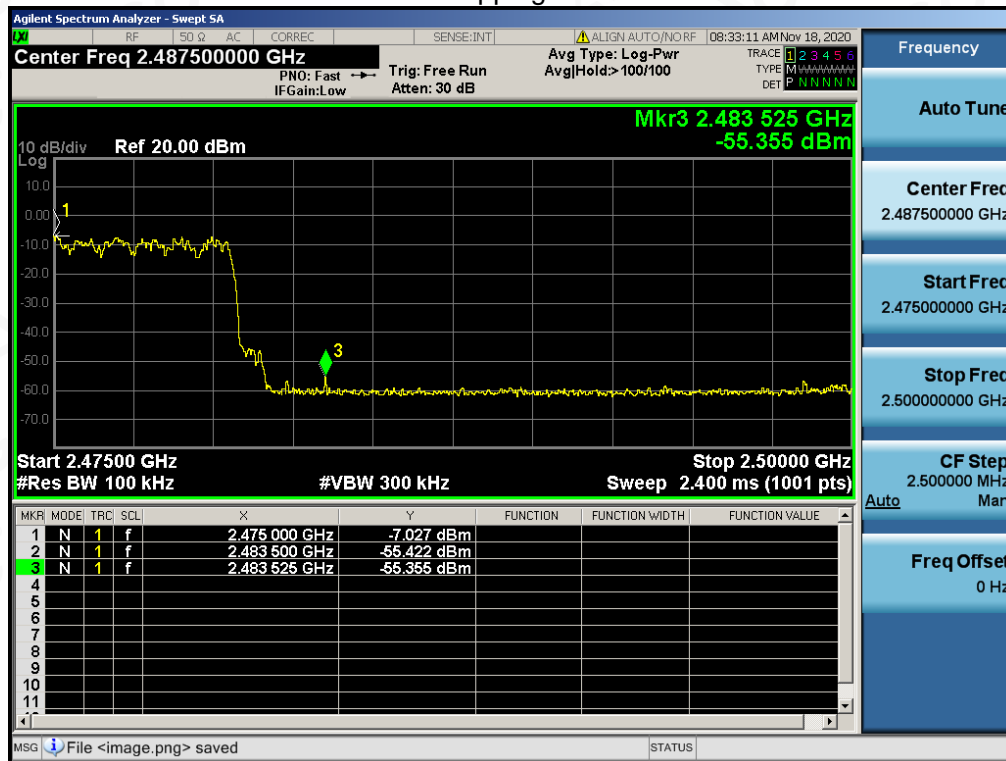 pping
Agilent Spectrum Analyzer - Swept SA
LXI RF 50 Ω AC CORREC SENSE:INT ALIGN AUTO/NO RF 08:33:11 AM Nov 18, 2020
Center Freq 2.487500000 GHz
PNO: Fast
IFGain:Low
Trig: Free Run
Atten: 30 dB
Avg Type: Log-Pwr
Avg|Hold:>100/100
TRACE 1 2 3 4 5 6
TYPE M
DET P N N N N N
Mkr3 2.483 525 GHz
-55.355 dBm
10 dB/div Ref 20.00 dBm
Log
10.0
0.00
-10.0
-20.0
-30.0
-40.0
-50.0
-60.0
-70.0
1
3
Start 2.47500 GHz Stop 2.50000 GHz
#Res BW 100 kHz #VBW 300 kHz Sweep 2.400 ms (1001 pts)
MKR MODE TRC SCL X Y FUNCTION FUNCTION WIDTH FUNCTION VALUE
1 N 1 f 2.475 000 GHz -7.027 dBm
2 N 1 f 2.483 500 GHz -55.422 dBm
3 N 1 f 2.483 525 GHz -55.355 dBm
4
5
6
7
8
9
10
11
MSG File <image.png> saved STATUS
Frequency
Auto Tune
Center Freq
2.487500000 GHz
Start Freq
2.475000000 GHz
Stop Freq
2.500000000 GHz
CF Step
2.500000 MHz
Auto Man
Freq Offset
0 Hz